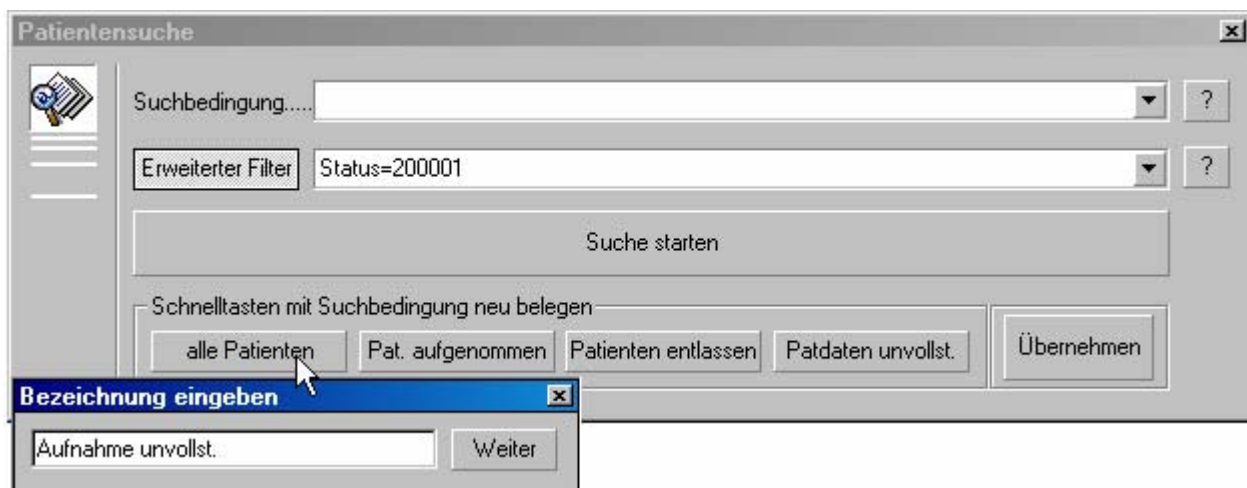 Patientensuche
Suchbedingung.....
?
Erweiterter Filter Status=200001
?
Suche starten
Schnelltasten mit Suchbedingung neu belegen
alle Patienten Pat. aufgenommen Patienten entlassen Patdaten unvollst. Übernehmen
Bezeichnung eingeben
Aufnahme unvollst. Weiter